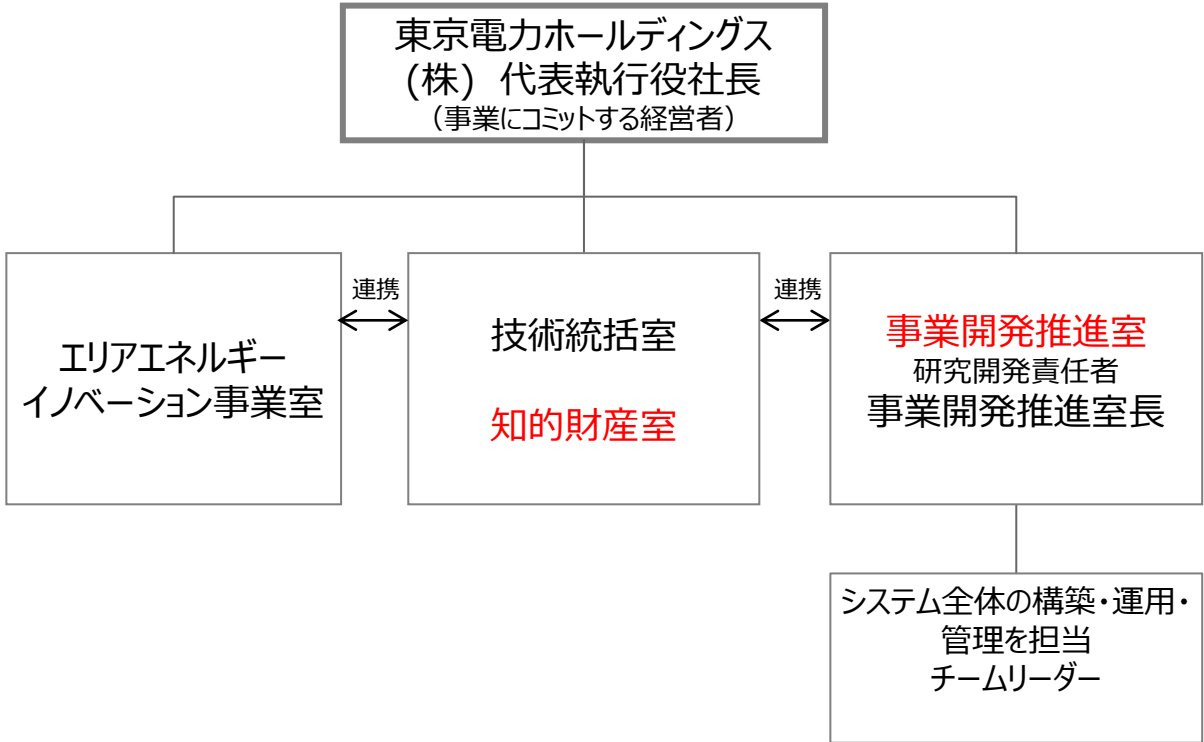 東京電力ホールディングス
(株) 代表執行役社長
(事業にコミットする経営者)
連携
連携
エリアエネルギー
イノベーション事業室
技術統括室
知的財産室
事業開発推進室
研究開発責任者
事業開発推進室長
システム全体の構築・運用・
管理を担当
チームリーダー